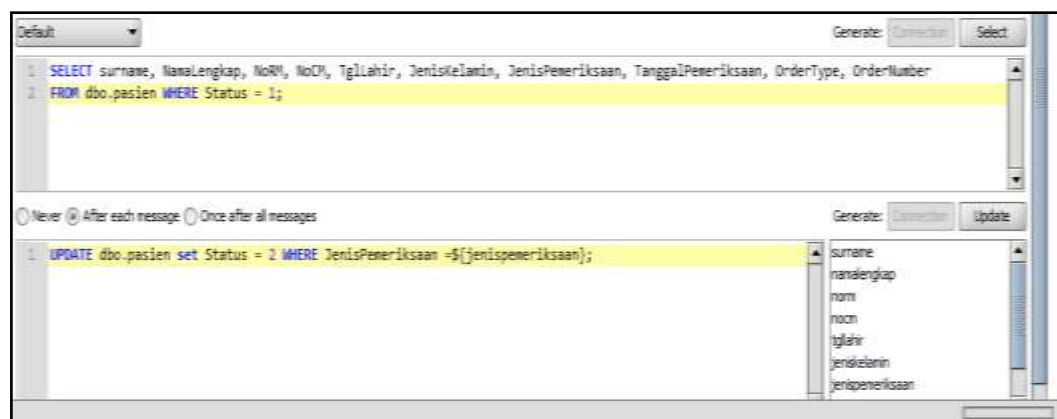 Default
Generate: Connection Select
1 SELECT surname, NamaLengkap, NoRM, NoCM, TglLahir, JenisKelamin, JenisPemeriksaan, TanggalPemeriksaan, OrderType, OrderNumber
2 FROM dbo.pasien WHERE Status = 1;
Never After each message Once after all messages
Generate: Connection Update
1 UPDATE dbo.pasien set Status = 2 WHERE JenisPemeriksaan =${jenispemeriksaan};
surname
namalengkap
norm
nocm
tgllahir
jeniskelamin
jenispemeriksaan